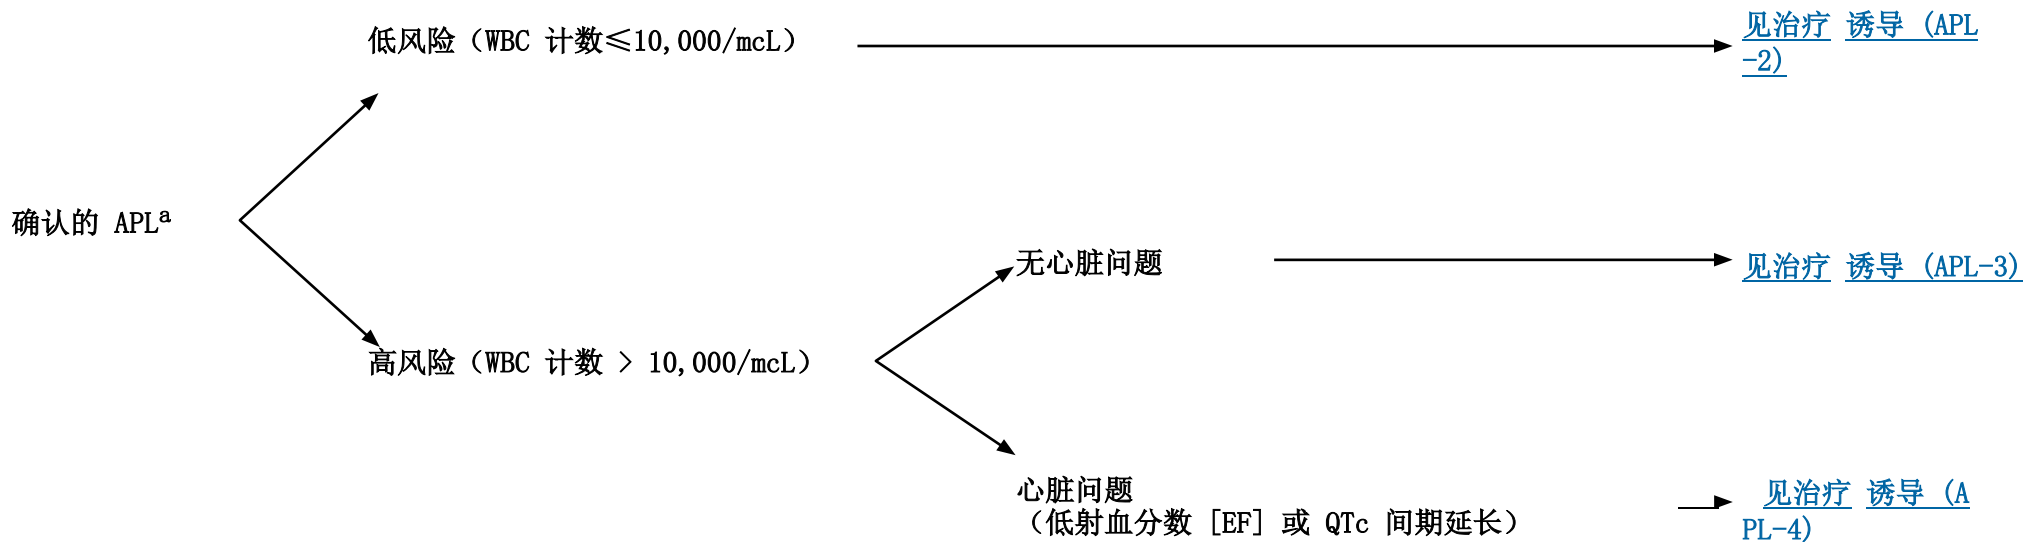 低风险（WBC 计数≤10,000/mcL）
见治疗 诱导 (APL
-2)
确认的 APLa
无心脏问题
见治疗 诱导 (APL-3)
高风险（WBC 计数 > 10,000/mcL）
心脏问题
（低射血分数 [EF] 或 QTc 间期延长）
见治疗 诱导 (A
PL-4)